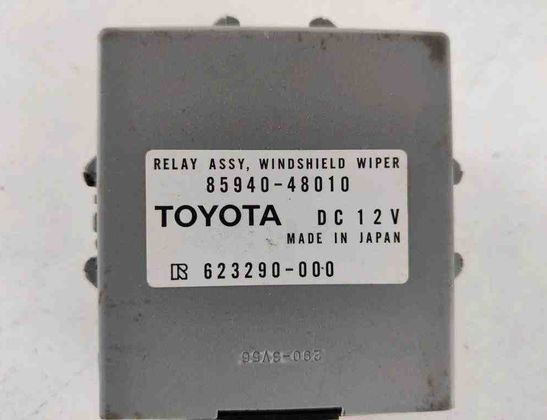 RELAY ASSY, WINDSHIELD WIPER
85940-48010
TOYOTA DC 12V
MADE IN JAPAN
R 623290-000